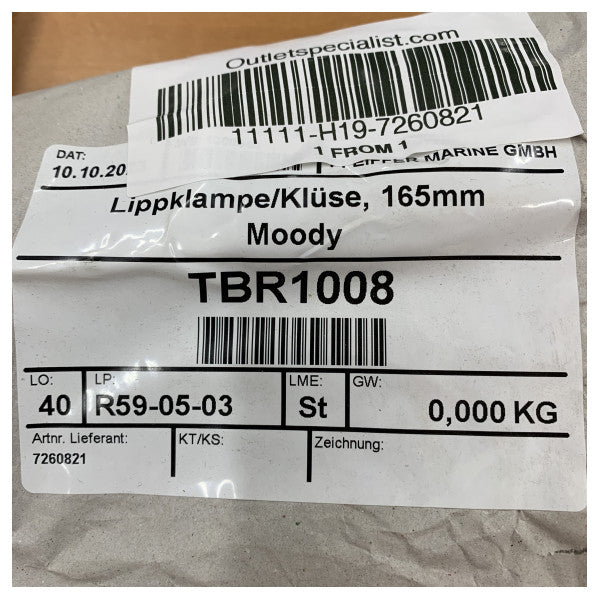 Outletspecialist.com
11111-H19-7260821
1 FROM 1
DAT:
10.10.20
PFEIFFER MARINE GMBH
Lippklampe/Klüse, 165mm
Moody
TBR1008
LO: LP: LME: GW:
40 R59-05-03 St 0,000 KG
Artnr. Lieferant: KT/KS: Zeichnung:
7260821